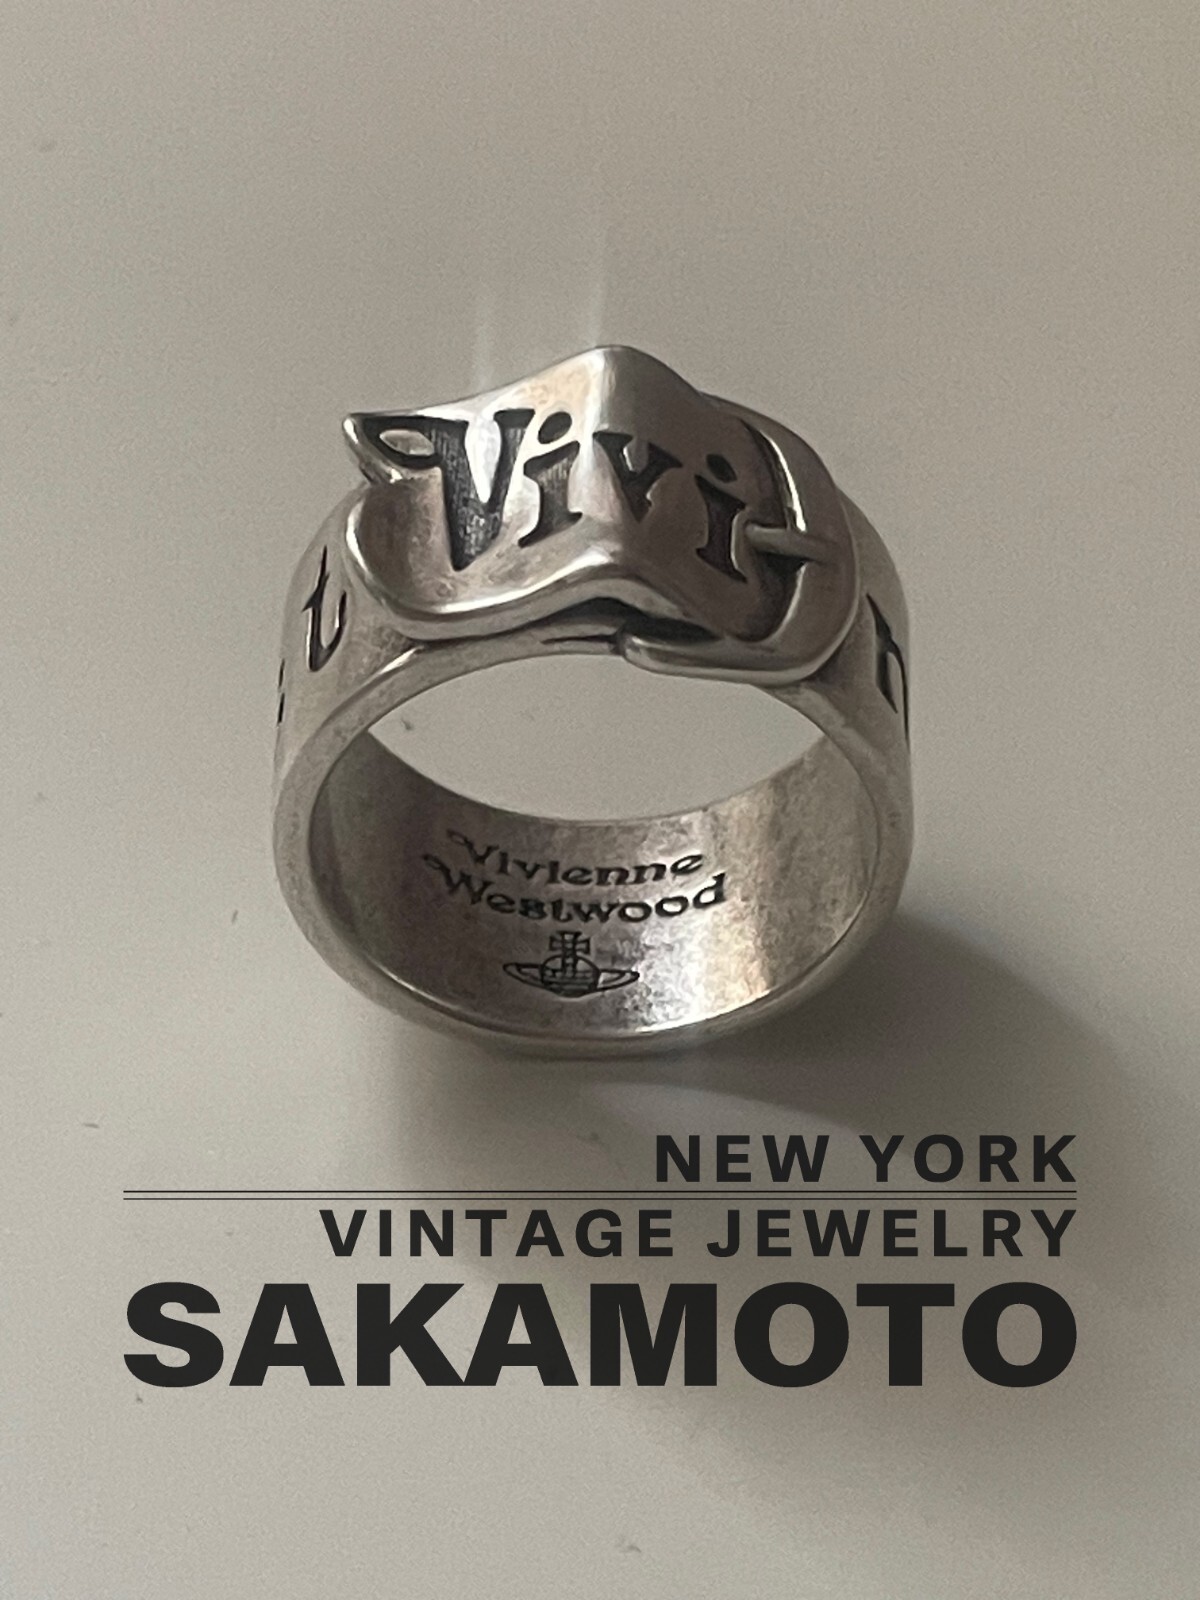 Vivi
t
n
Vivienne
Westwood
NEW YORK
VINTAGE JEWELRY
SAKAMOTO